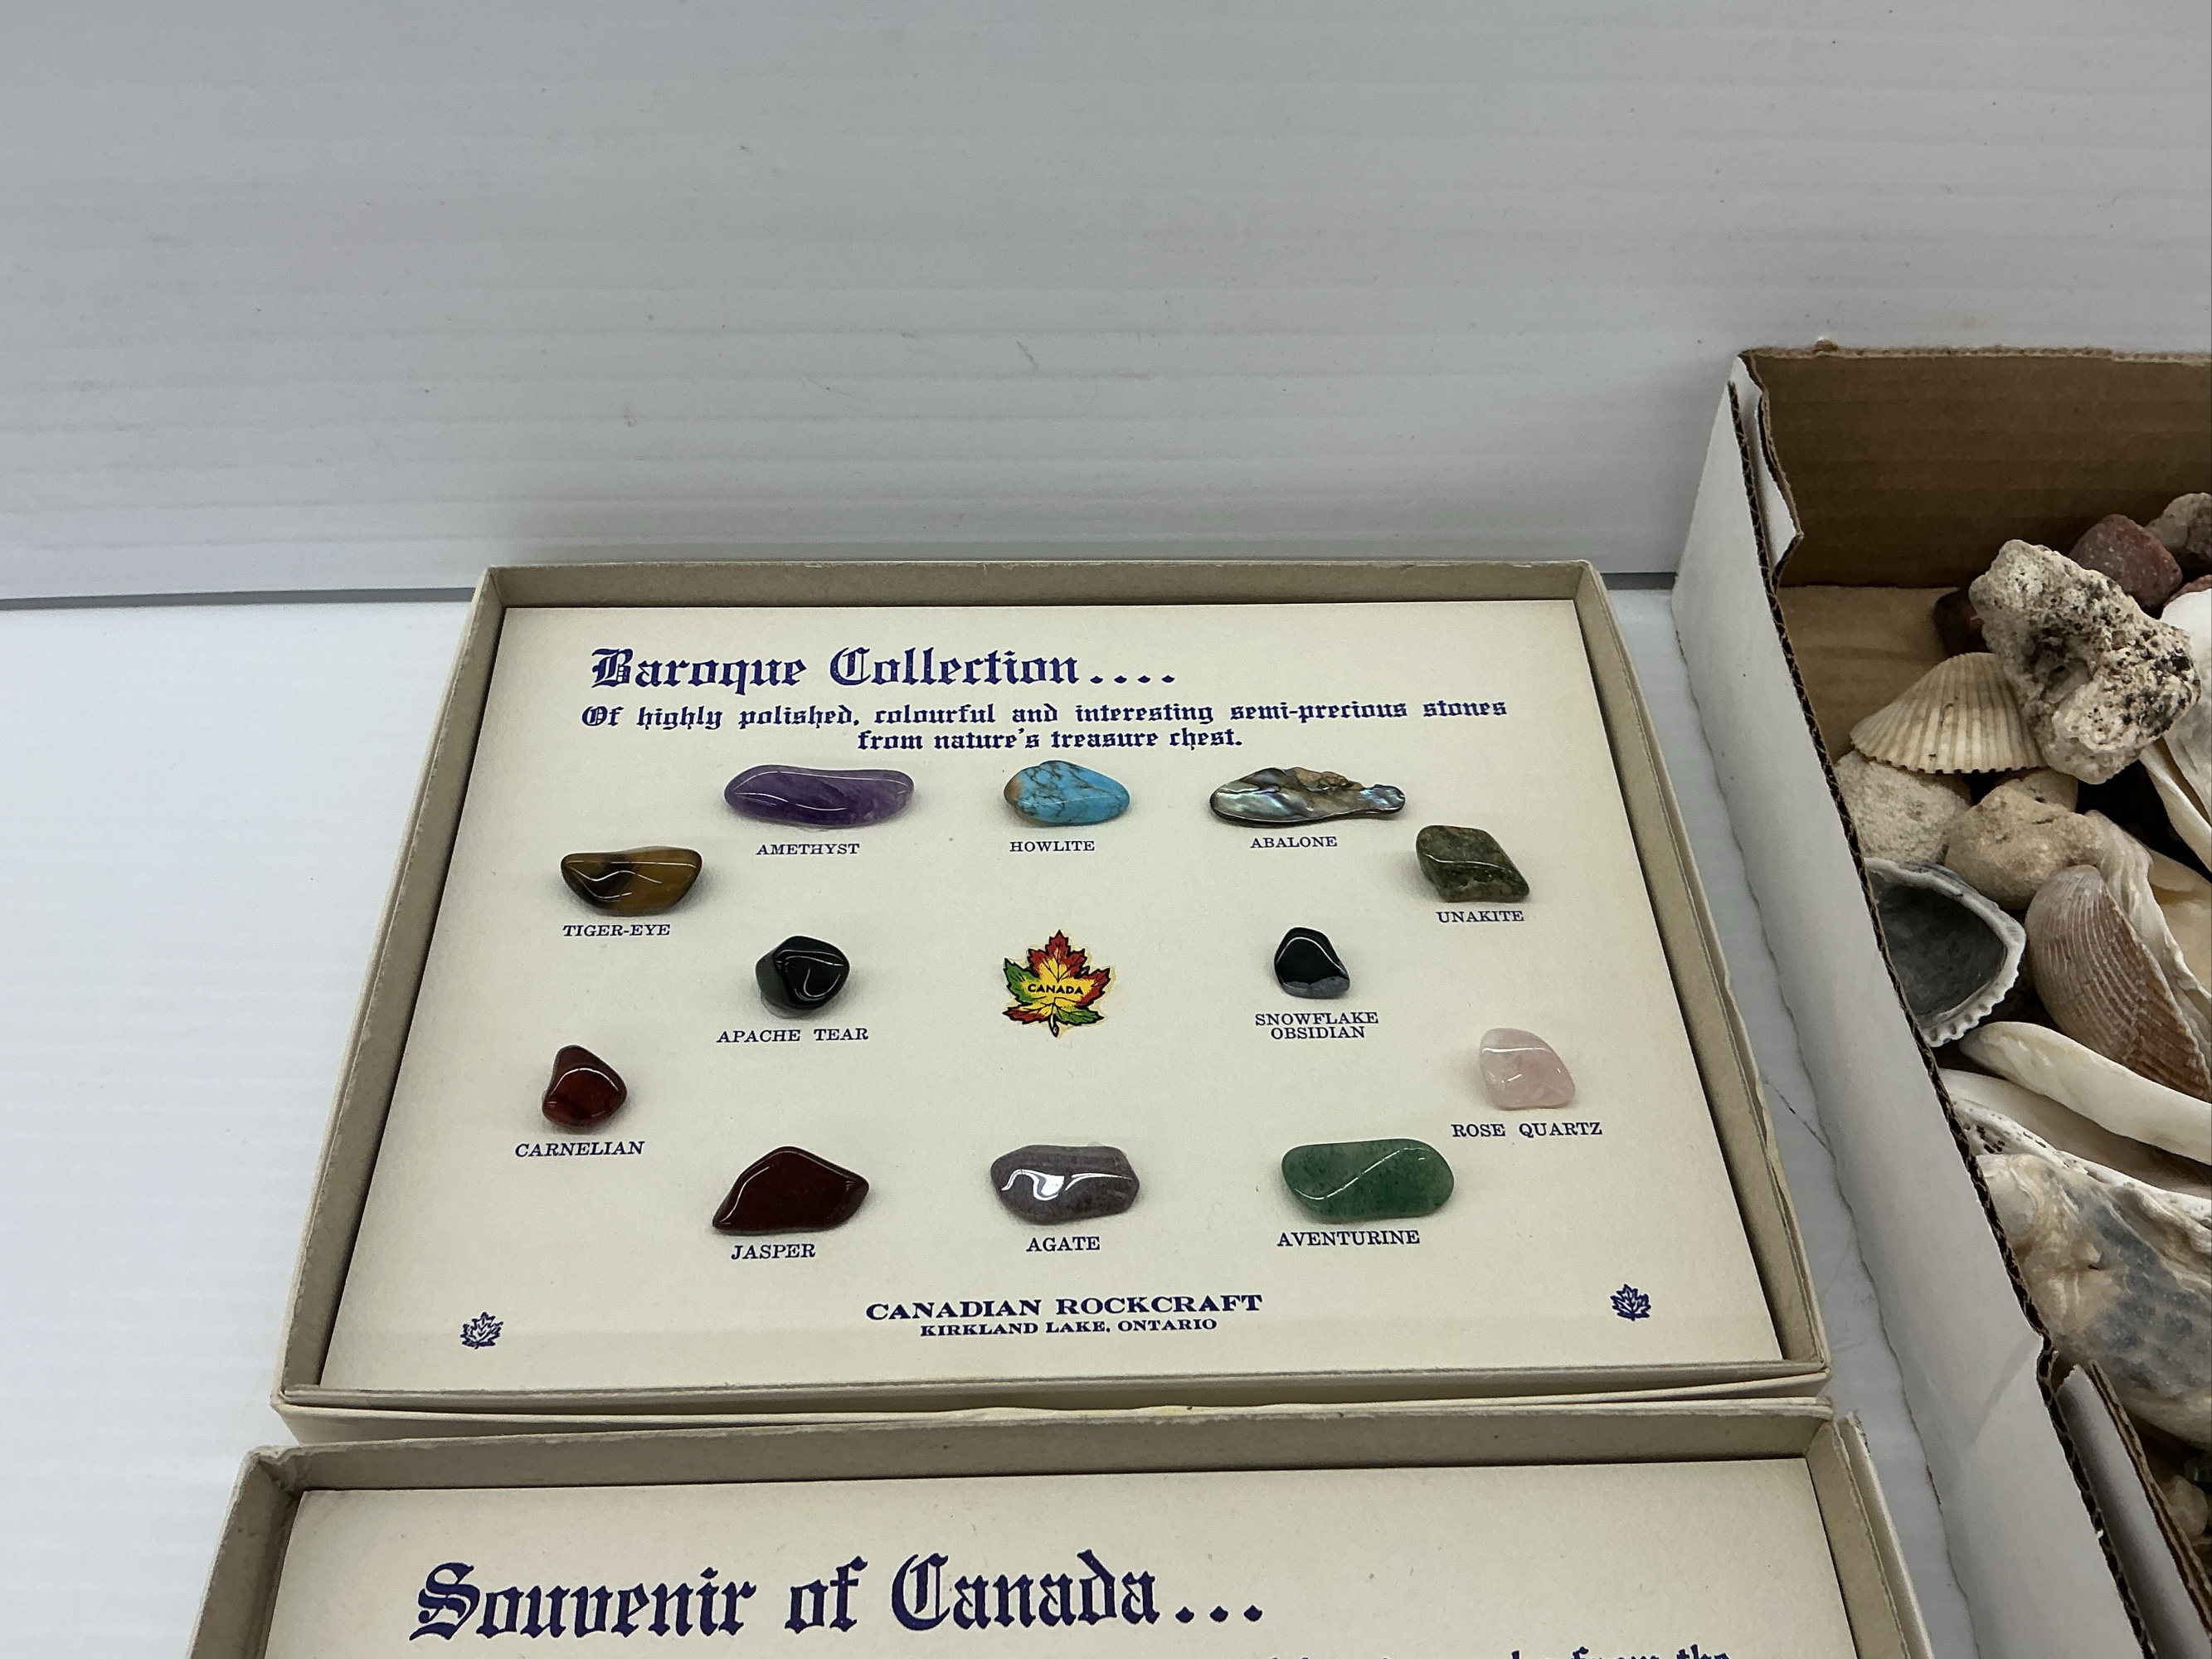 Baroque Collection....
Of highly polished, colourful and interesting semi-precious stones
from nature's treasure chest.
AMETHYST
HOWLITE
ABALONE
TIGER-EYE
UNAKITE
APACHE TEAR
CANADA
SNOWFLAKE
OBSIDIAN
CARNELIAN
ROSE QUARTZ
JASPER
AGATE
AVENTURINE
CANADIAN ROCKCRAFT
KIRKLAND LAKE, ONTARIO
Souvenir of Canada...
from the